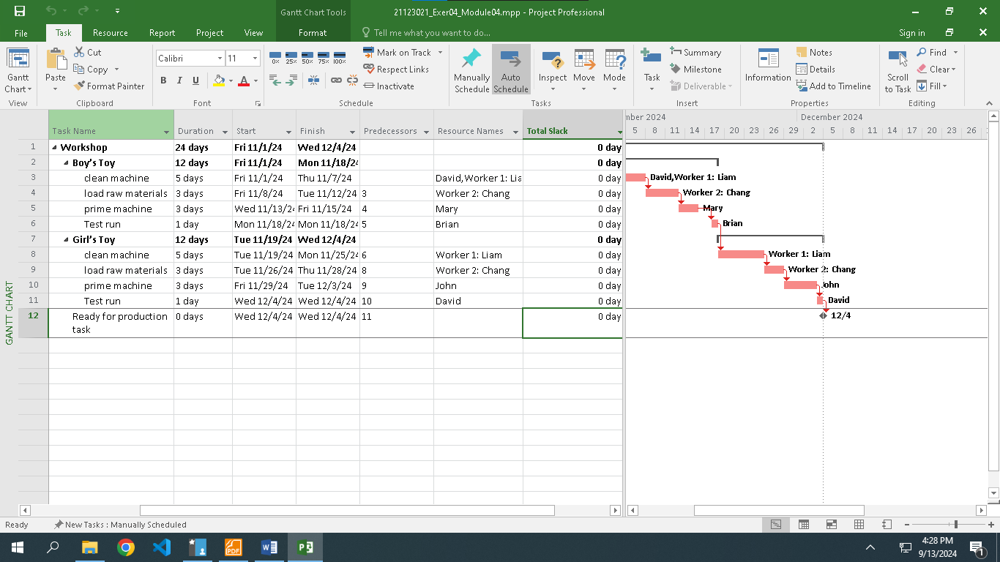 Gantt Chart Tools
21123021_Exer04_Module04.mpp - Project Professional
File Task Resource Report Project View Format Tell me what you want to do... Sign in
Gantt Chart
View
Paste
Cut
Copy
Format Painter
Clipboard
Calibri 11
B I U A
Font
0% 25% 50% 75% 100%
Mark on Track
Respect Links
Inactivate
Schedule
Manually Schedule
Auto Schedule
Inspect
Move
Mode
Tasks
Task
Summary
Milestone
Deliverable
Insert
Information
Notes
Details
Add to Timeline
Properties
Scroll to Task
Find
Clear
Fill
Editing
GANTT CHART
Task Name Duration Start Finish Predecessors Resource Names Total Slack
1 Workshop 24 days Fri 11/1/24 Wed 12/4/24 0 day
2 Boy's Toy 12 days Fri 11/1/24 Mon 11/18/24 0 day
3 clean machine 5 days Fri 11/1/24 Thu 11/7/24 David,Worker 1: Lia 0 day
4 load raw materials 3 days Fri 11/8/24 Tue 11/12/24 3 Worker 2: Chang 0 day
5 prime machine 3 days Wed 11/13/24 Fri 11/15/24 4 Mary 0 day
6 Test run 1 day Mon 11/18/24 Mon 11/18/24 5 Brian 0 day
7 Girl's Toy 12 days Tue 11/19/24 Wed 12/4/24 0 day
8 clean machine 5 days Tue 11/19/24 Mon 11/25/24 6 Worker 1: Liam 0 day
9 load raw materials 3 days Tue 11/26/24 Thu 11/28/24 8 Worker 2: Chang 0 day
10 prime machine 3 days Fri 11/29/24 Tue 12/3/24 9 John 0 day
11 Test run 1 day Wed 12/4/24 Wed 12/4/24 10 David 0 day
12 Ready for production 0 days Wed 12/4/24 Wed 12/4/24 11 0 day
task
mber 2024 December 2024
5 8 11 14 17 20 23 26 29 2 5 8 11 14 17 20 23 26
David,Worker 1: Liam
Worker 2: Chang
Mary
Brian
Worker 1: Liam
Worker 2: Chang
John
David
12/4
Ready New Tasks : Manually Scheduled
4:28 PM
9/13/2024
1